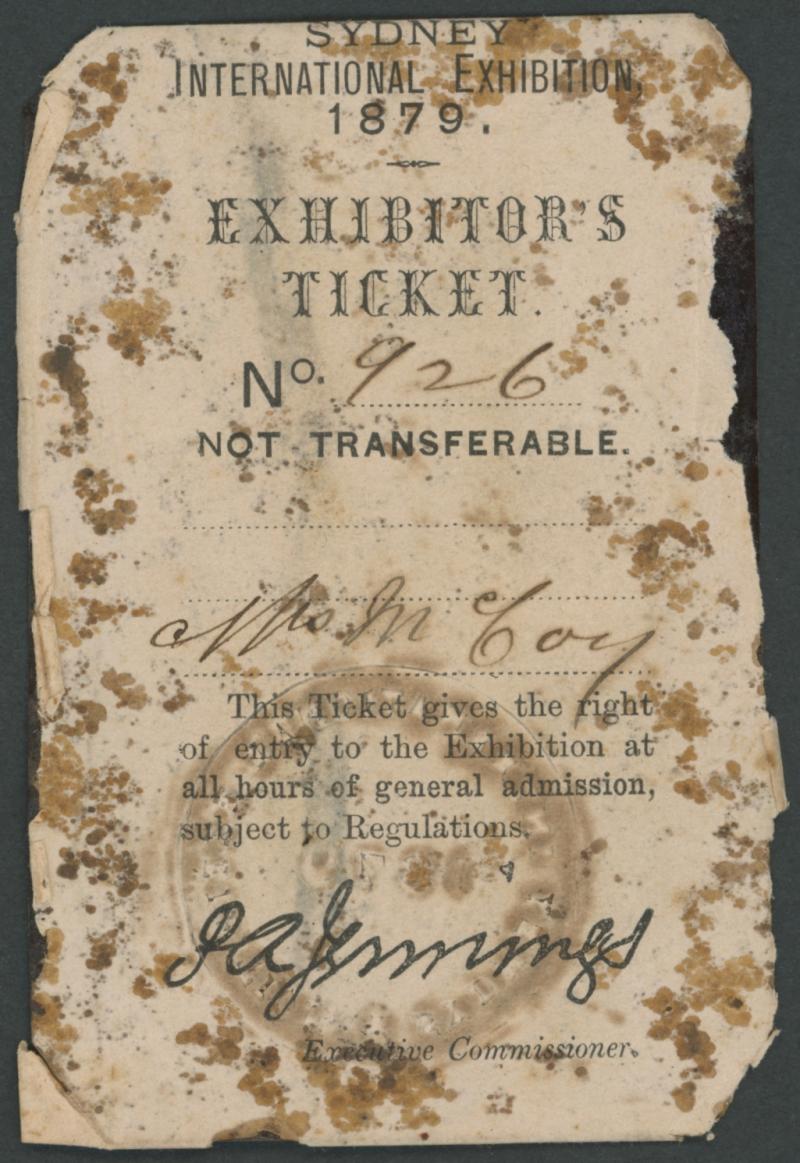 SYDNEY
INTERNATIONAL EXHIBITION,
1879.
EXHIBITOR'S
TICKET.
No. 926
NOT TRANSFERABLE.
Mrs McCoy
This Ticket gives the right
of entry to the Exhibition at
all hours of general admission,
subject to Regulations.
P A Jennings
Executive Commissioner.